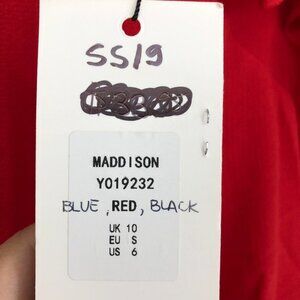 SS19
MADDISON
Y019232
BLUE, RED, BLACK
UK 10
EU S
US 6